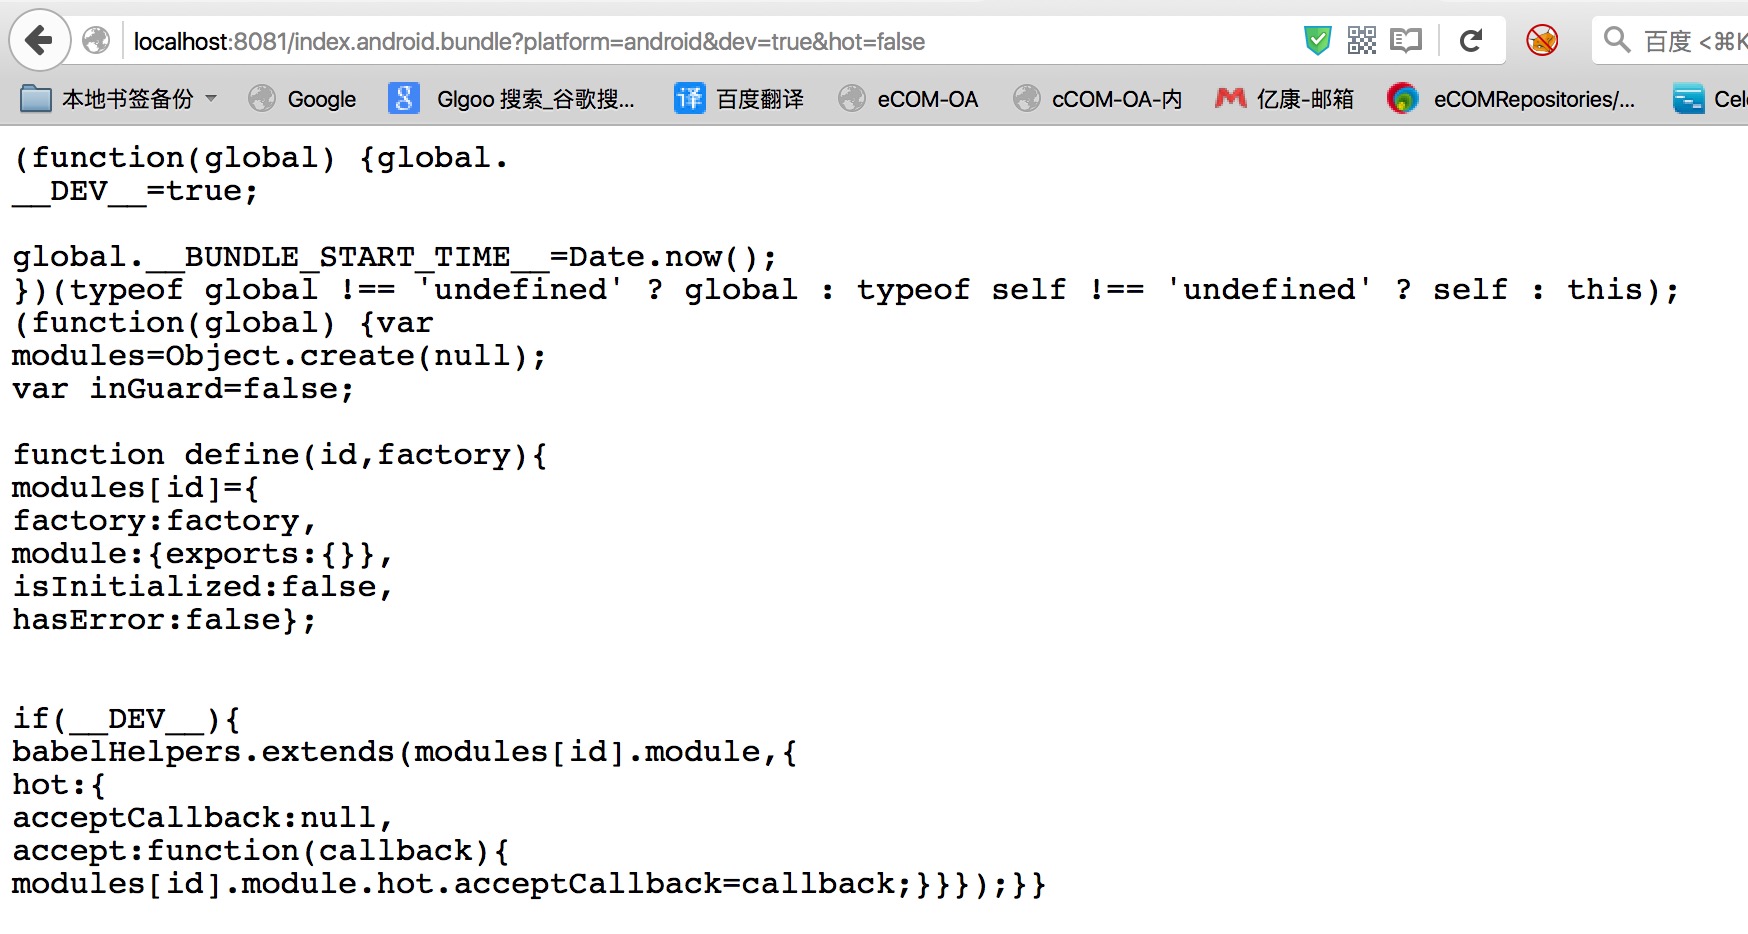 localhost:8081/index.android.bundle?platform=android&dev=true&hot=false
百度 <⌘K
本地书签备份 Google Glgoo 搜索_谷歌搜... 百度翻译 eCOM-OA cCOM-OA-内 亿康-邮箱 eCOMRepositories/... Cel
(function(global) {global.
__DEV__=true;
global.__BUNDLE_START_TIME__=Date.now();
})(typeof global !== 'undefined' ? global : typeof self !== 'undefined' ? self : this);
(function(global) {var
modules=Object.create(null);
var inGuard=false;
function define(id,factory){
modules[id]={
factory:factory,
module:{exports:{}},
isInitialized:false,
hasError:false};
if(__DEV__){
babelHelpers.extends(modules[id].module,{
hot:{
acceptCallback:null,
accept:function(callback){
modules[id].module.hot.acceptCallback=callback;}}});}}